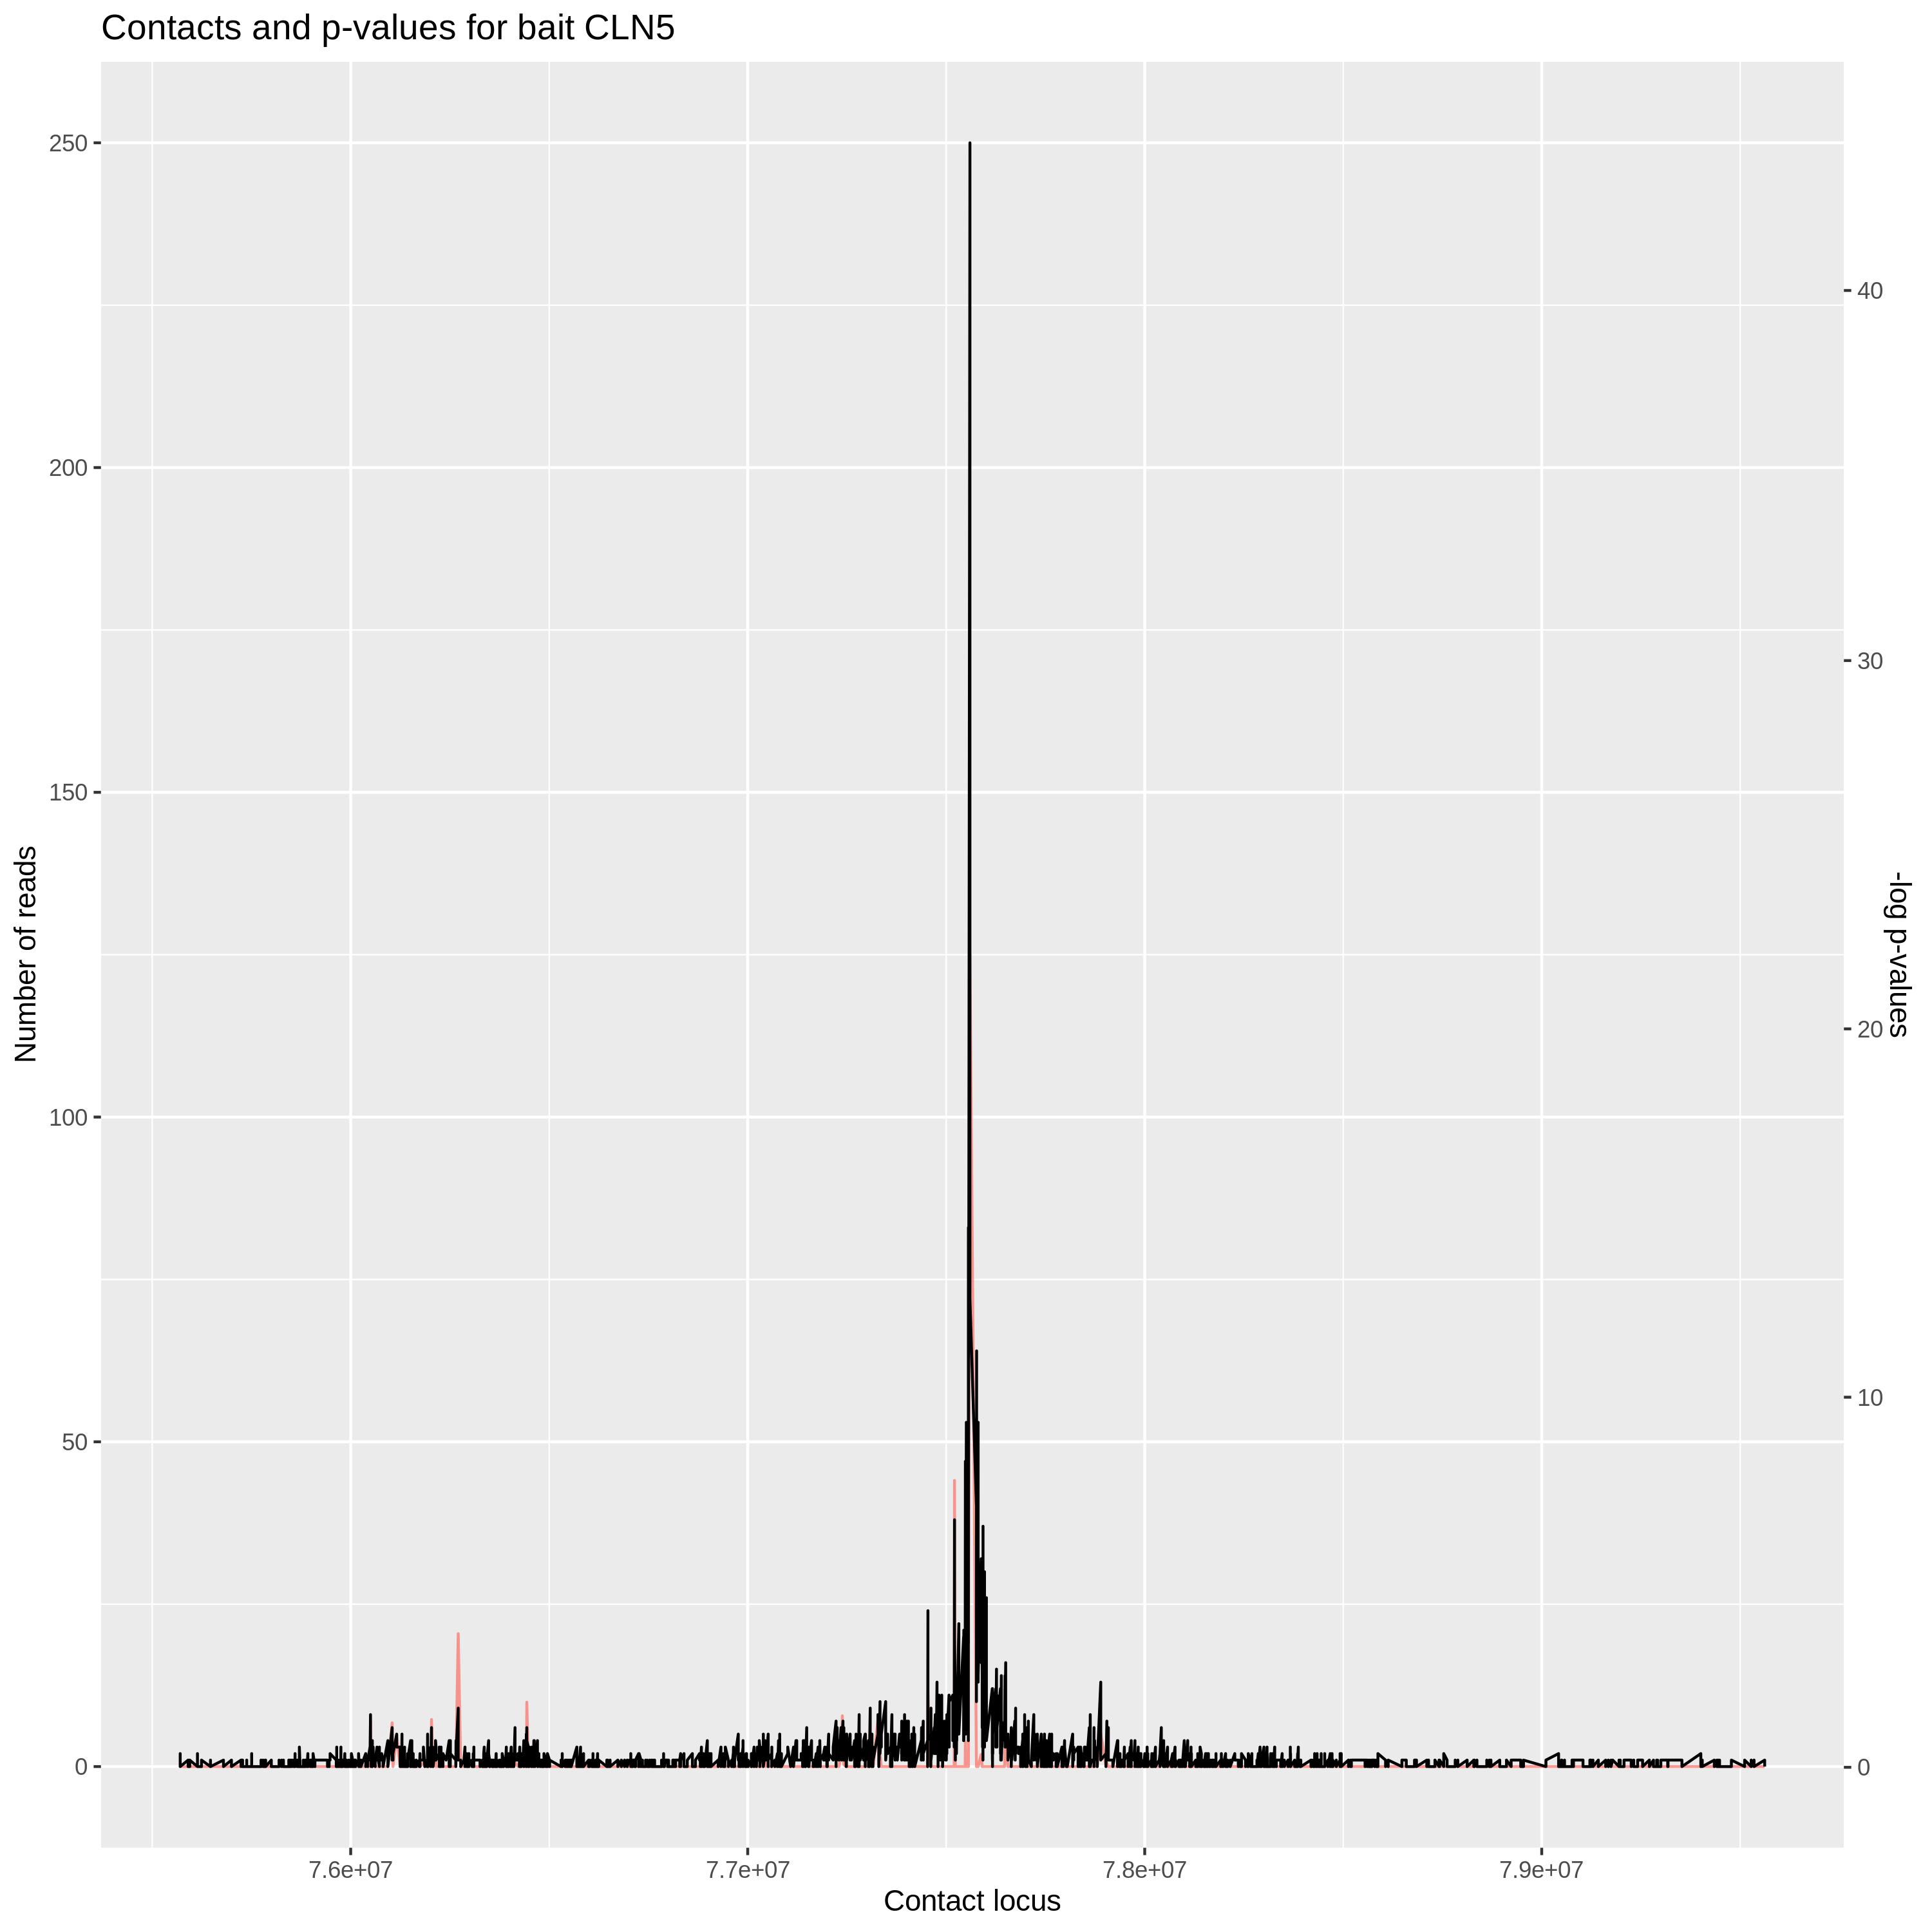 Contacts and p-values for bait CLN5
250
200
150
100
50
0
Number of reads
40
30
20
10
0
-log p-values
7.6e+07
7.7e+07
7.8e+07
7.9e+07
Contact locus